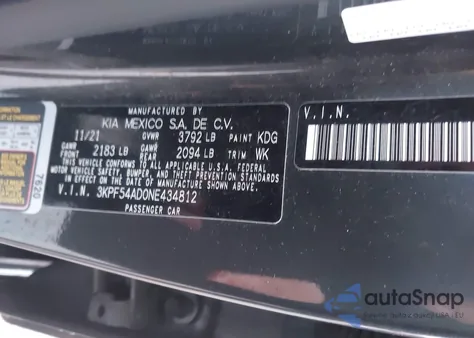 MFD BY
KIA MEXICO S.A. DE C.V.
11/21 GVWR 3792 LB PAINT KDG
GAWR FRONT 2183 LB GAWR REAR 2094 LB TRIM WK
THIS VEHICLE CONFORMS TO ALL APPLICABLE U.S.A. FEDERAL
MOTOR VEHICLE SAFETY, BUMPER, AND THEFT PREVENTION STANDARDS
IN EFFECT ON THE DATE OF MANUFACTURE SHOWN ABOVE.
V.I.N. 3KPF54AD0NE434812
PASSENGER CAR
V.I.N.
7620
autoSnap